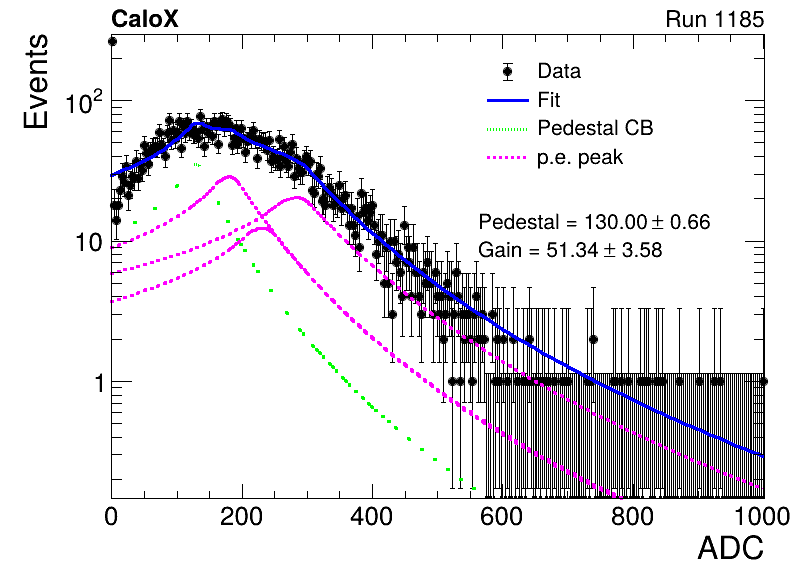 CaloX Run 1185
Events
Data
Fit
Pedestal CB
p.e. peak
Pedestal = 130.00 ± 0.66
Gain = 51.34 ± 3.58
10²
10
1
0 200 400 600 800 1000
ADC